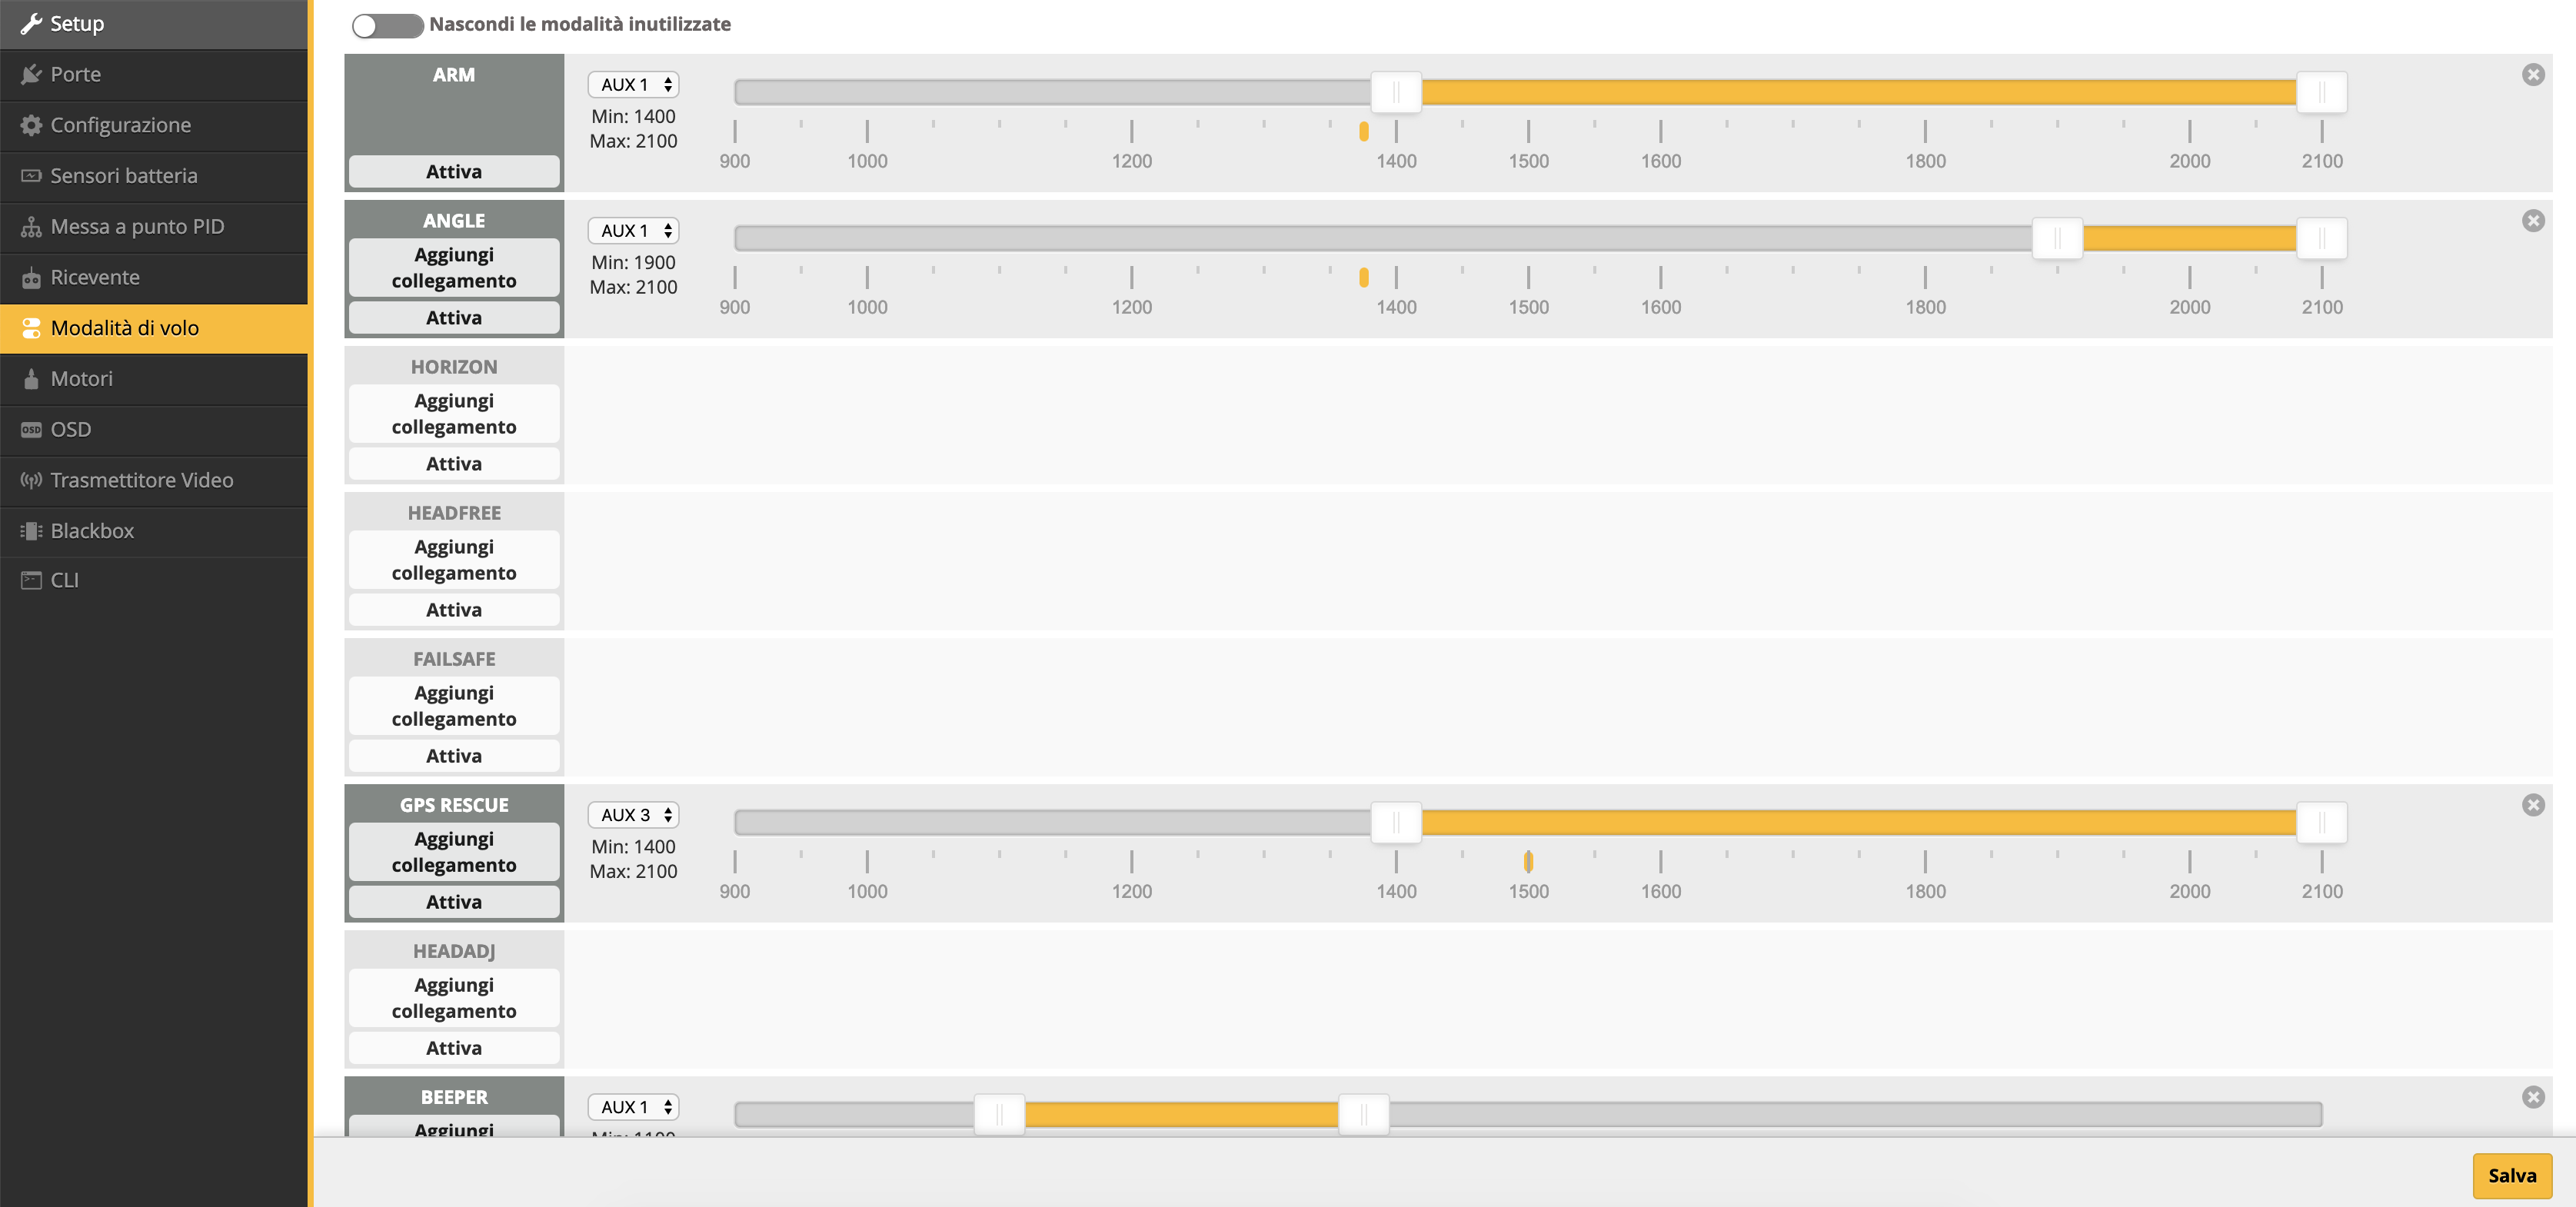 Setup
Porte
Configurazione
Sensori batteria
Messa a punto PID
Ricevente
Modalità di volo
Motori
OSD
OSD
Trasmettitore Video
Blackbox
CLI
Nascondi le modalità inutilizzate
ARM
Attiva
AUX 1
Min: 1400
Max: 2100
900 1000 1200 1400 1500 1600 1800 2000 2100
ANGLE
Aggiungi
collegamento
Attiva
AUX 1
Min: 1900
Max: 2100
900 1000 1200 1400 1500 1600 1800 2000 2100
HORIZON
Aggiungi
collegamento
Attiva
HEADFREE
Aggiungi
collegamento
Attiva
FAILSAFE
Aggiungi
collegamento
Attiva
GPS RESCUE
Aggiungi
collegamento
Attiva
AUX 3
Min: 1400
Max: 2100
900 1000 1200 1400 1500 1600 1800 2000 2100
HEADADJ
Aggiungi
collegamento
Attiva
BEEPER
Aggiungi
AUX 1
Min: 1100
Salva